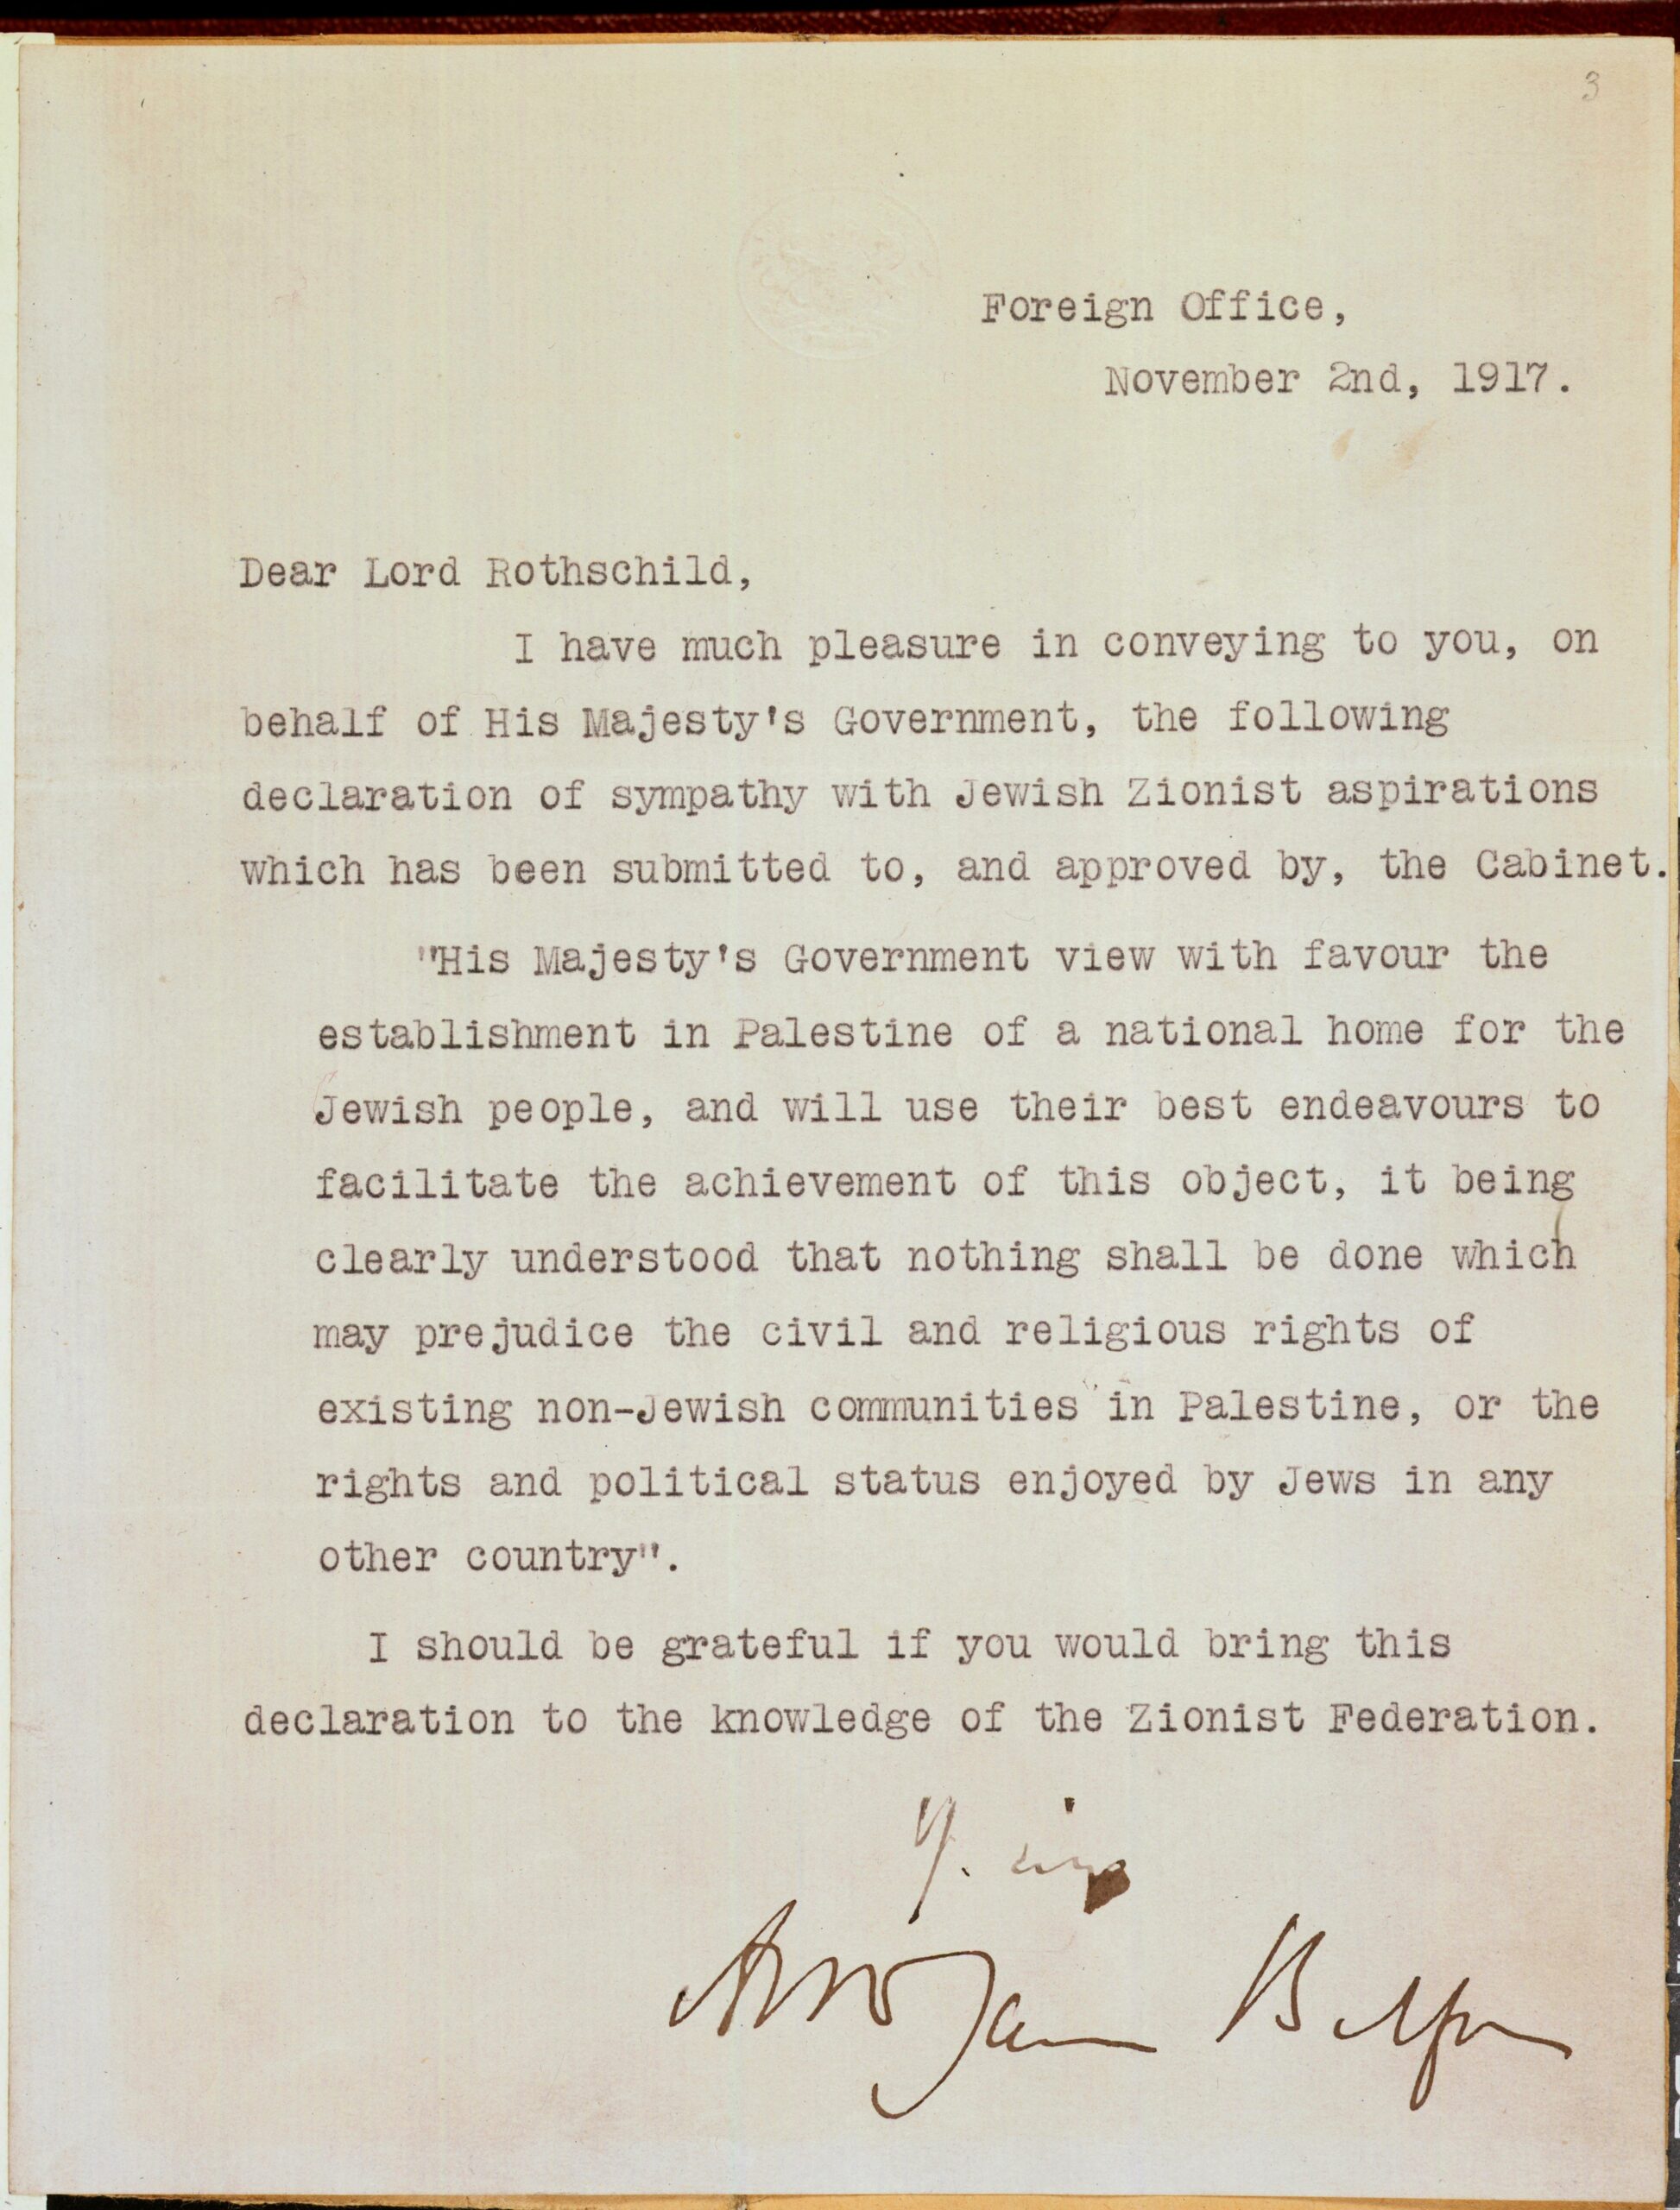 3
Foreign Office,
November 2nd, 1917.
Dear Lord Rothschild,
I have much pleasure in conveying to you, on
behalf of His Majesty's Government, the following
declaration of sympathy with Jewish Zionist aspirations
which has been submitted to, and approved by, the Cabinet.
"His Majesty's Government view with favour the
establishment in Palestine of a national home for the
Jewish people, and will use their best endeavours to
facilitate the achievement of this object, it being
clearly understood that nothing shall be done which
may prejudice the civil and religious rights of
existing non-Jewish communities in Palestine, or the
rights and political status enjoyed by Jews in any
other country".
I should be grateful if you would bring this
declaration to the knowledge of the Zionist Federation.
Y.
Arthur James Balfour